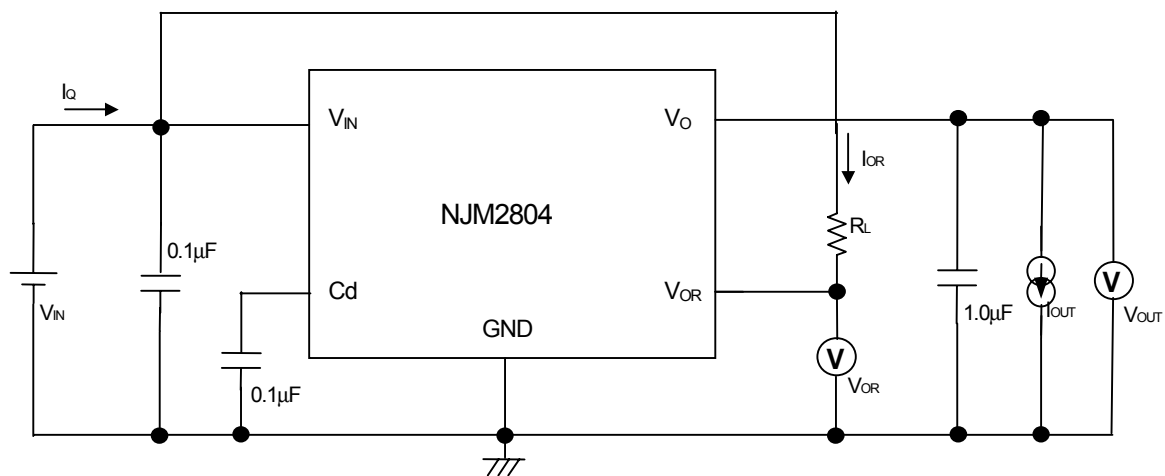 IQ
VIN
VO
IOR
NJM2804
RL
0.1μF
Cd
VOR
VIN
GND
1.0μF
IOUT
V
VOUT
V
0.1μF
VOR